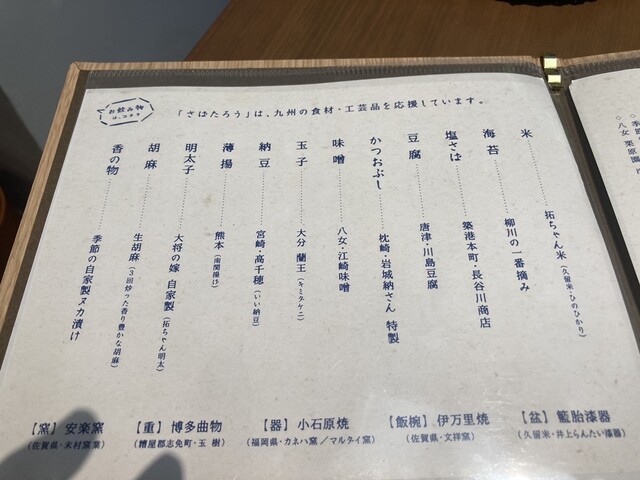 お飲み物は、コチラ
「さばたろう」は、九州の食材・工芸品を応援しています。
米………拓ちゃん米(久留米・ひのひかり)
海苔………柳川の一番摘み
塩さば………築港本町・長谷川商店
豆腐………唐津・川島豆腐
かつおぶし………枕崎・岩城納さん 特製
味噌………八女・江崎味噌
玉子………大分 蘭王(キミタケニ)
納豆………宮崎・高千穂(いい納豆)
薄揚………熊本(南関揚げ)
明太子………大将の嫁 自家製(拓ちゃん明太)
胡麻………生胡麻(3回炒った香り豊かな胡麻)
香の物………季節の自家製ヌカ漬け
【盆】籃胎漆器
(久留米・井上らんたい漆器)
【飯椀】伊万里焼
(佐賀県・文祥窯)
【器】小石原焼
(福岡県・カネハ窯/マルタイ窯)
【重】博多曲物
(糟屋郡志免町・玉樹)
【窯】安楽窯
(佐賀県・末村窯業)